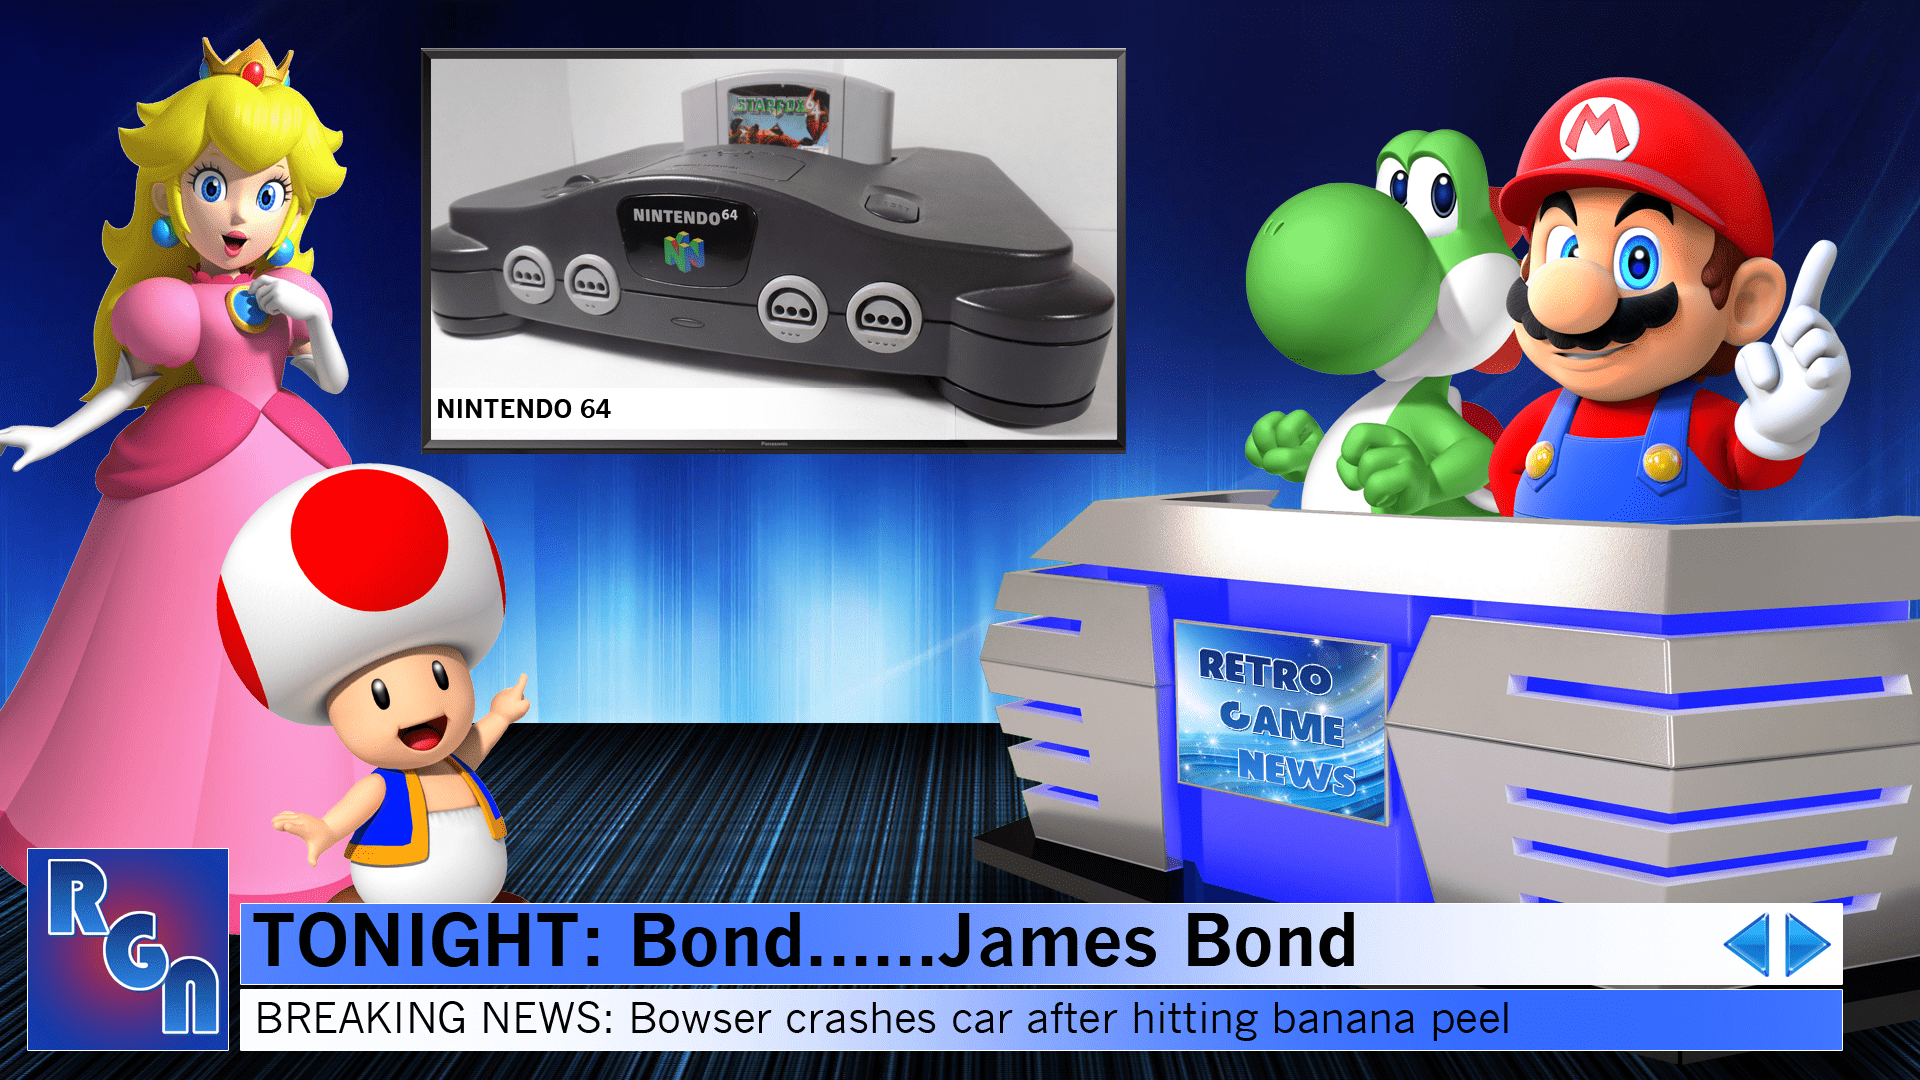 STARFOX 64
NINTENDO 64
NINTENDO 64
Panasonic
M
RETRO
GAME
NEWS
RGN
TONIGHT: Bond......James Bond
BREAKING NEWS: Bowser crashes car after hitting banana peel